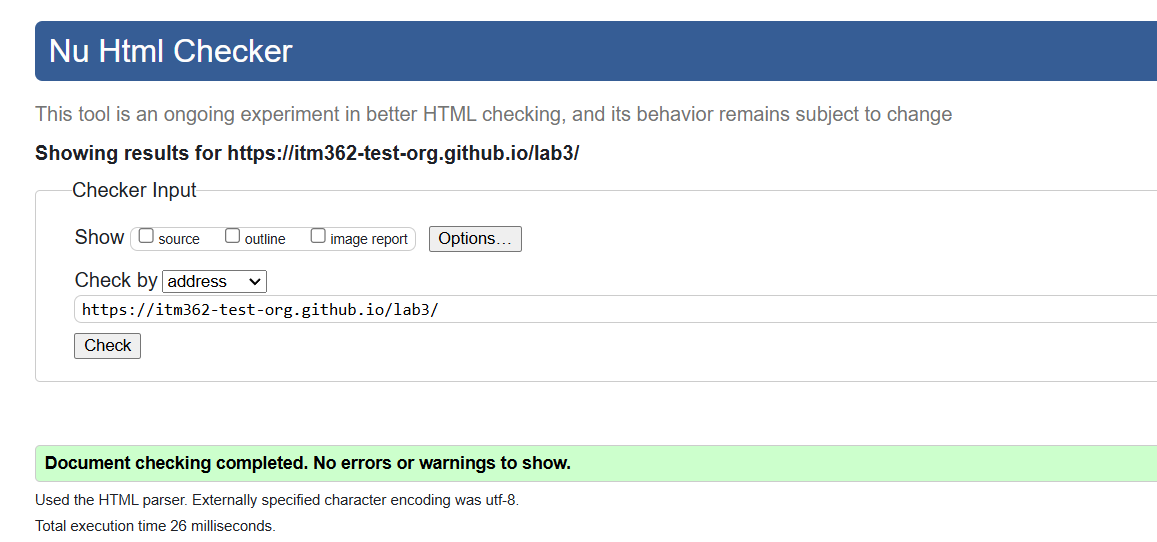 Nu Html Checker
This tool is an ongoing experiment in better HTML checking, and its behavior remains subject to change
Showing results for https://itm362-test-org.github.io/lab3/
Checker Input
Show source outline image report Options...
Check by address
https://itm362-test-org.github.io/lab3/
Check
Document checking completed. No errors or warnings to show.
Used the HTML parser. Externally specified character encoding was utf-8.
Total execution time 26 milliseconds.